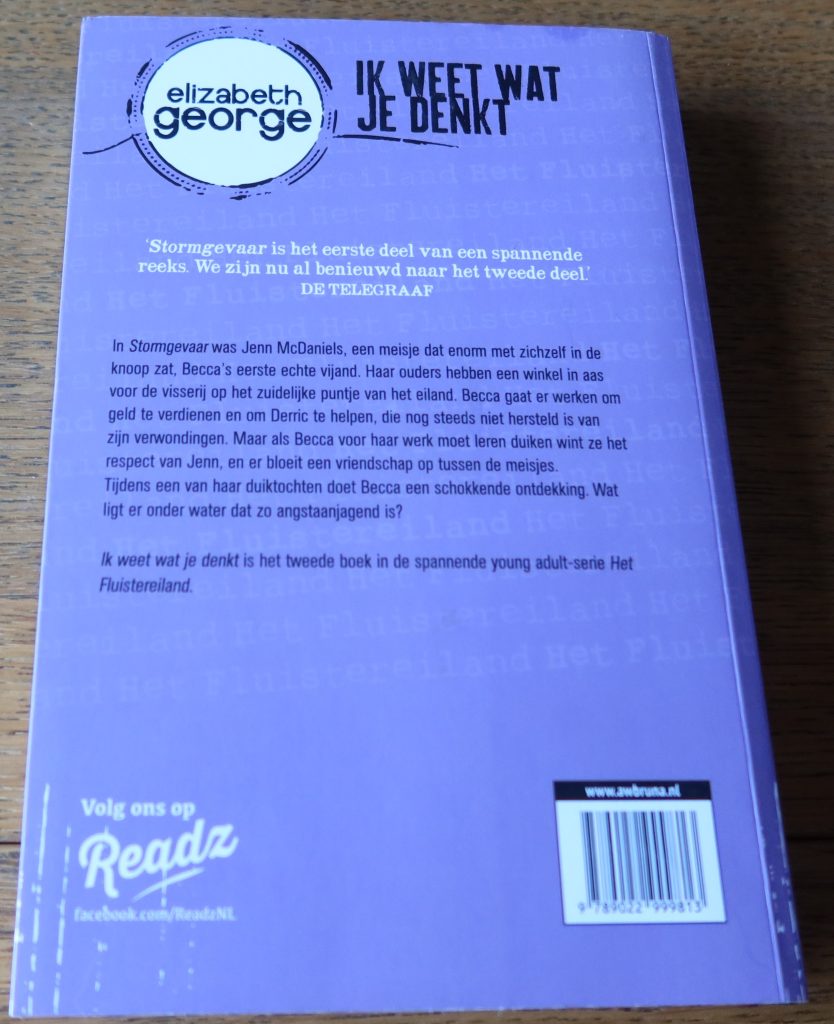 elizabeth
george
IK WEET WAT
JE DENKT
'Stormgevaar is het eerste deel van een spannende
reeks. We zijn nu al benieuwd naar het tweede deel.'
DE TELEGRAAF
In Stormgevaar was Jenn McDaniels, een meisje dat enorm met zichzelf in de
knoop zat, Becca's eerste echte vijand. Haar ouders hebben een winkel in aas
voor de visserij op het zuidelijke puntje van het eiland. Becca gaat er werken om
geld te verdienen en om Derric te helpen, die nog steeds niet hersteld is van
zijn verwondingen. Maar als Becca voor haar werk moet leren duiken wint ze het
respect van Jenn, en er bloeit een vriendschap op tussen de meisjes.
Tijdens een van haar duiktochten doet Becca een schokkende ontdekking. Wat
ligt er onder water dat zo angstaanjagend is?
Ik weet wat je denkt is het tweede boek in de spannende young adult-serie Het
Fluistereiland.
Volg ons op
Readz
facebook.com/ReadzNL
www.awbruna.nl
9 789022 999813